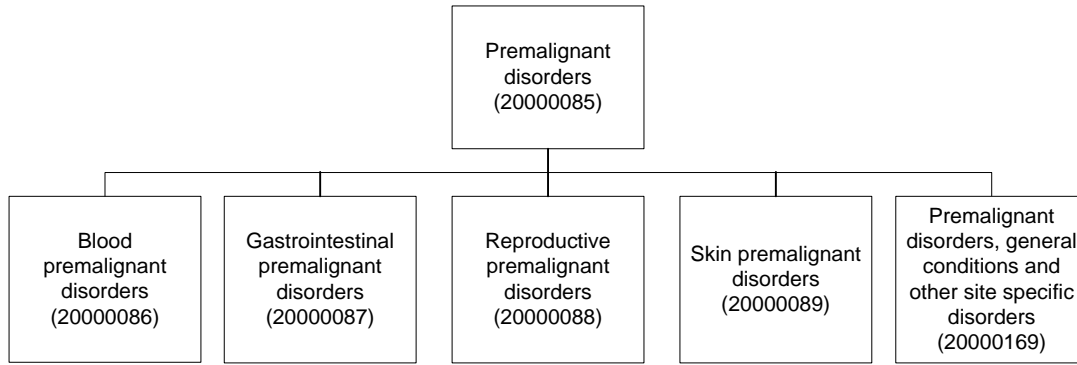 Premalignant
disorders
(20000085)
Blood
premalignant
disorders
(20000086)
Gastrointestinal
premalignant
disorders
(20000087)
Reproductive
premalignant
disorders
(20000088)
Skin premalignant
disorders
(20000089)
Premalignant
disorders, general
conditions and
other site specific
disorders
(20000169)